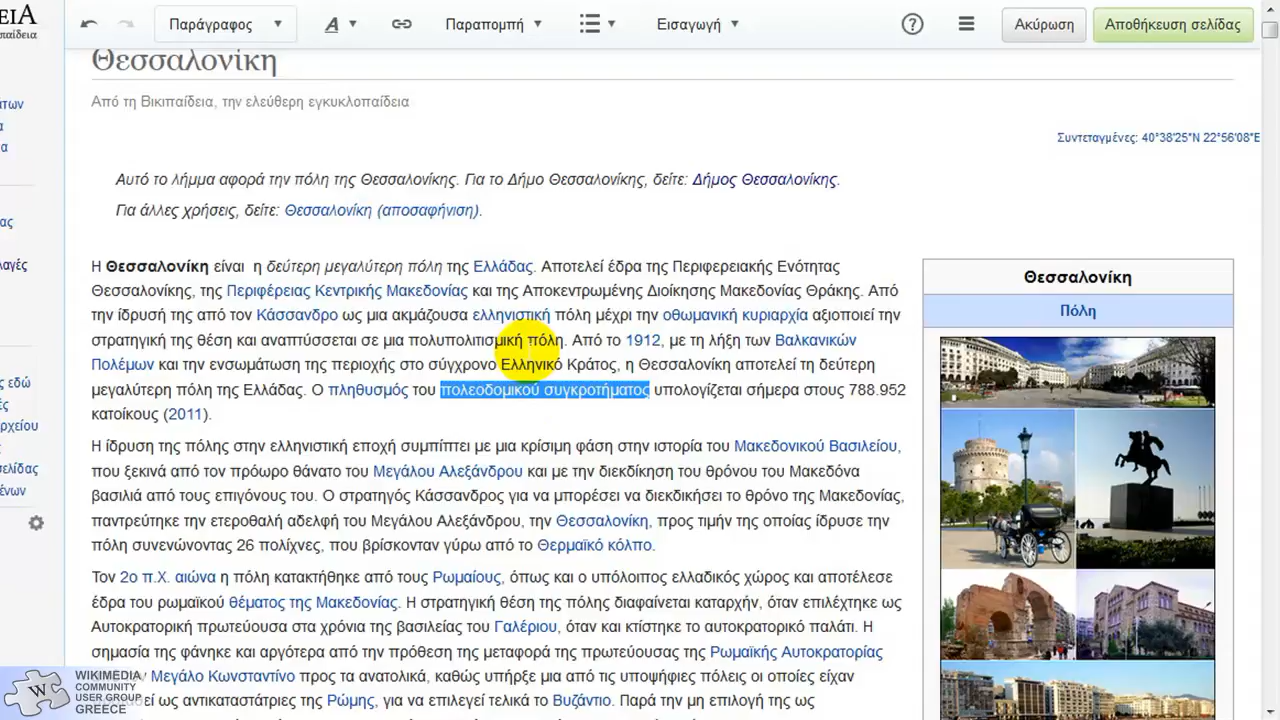 ΕΙΑ
οπαίδεια
Παράγραφος
A
Παραπομπή
Εισαγωγή
Ακύρωση
Αποθήκευση σελίδας
Θεσσαλονίκη
Από τη Βικιπαίδεια, την ελεύθερη εγκυκλοπαίδεια
Συντεταγμένες: 40°38′25″N 22°56′08″E
Αυτό το λήμμα αφορά την πόλη της Θεσσαλονίκης. Για το Δήμο Θεσσαλονίκης, δείτε: Δήμος Θεσσαλονίκης.
Για άλλες χρήσεις, δείτε: Θεσσαλονίκη (αποσαφήνιση).
Η Θεσσαλονίκη είναι η δεύτερη μεγαλύτερη πόλη της Ελλάδας. Αποτελεί έδρα της Περιφερειακής Ενότητας
Θεσσαλονίκης, της Περιφέρειας Κεντρικής Μακεδονίας και της Αποκεντρωμένης Διοίκησης Μακεδονίας Θράκης. Από
την ίδρυσή της από τον Κάσσανδρο ως μια ακμάζουσα ελληνιστική πόλη μέχρι την οθωμανική κυριαρχία αξιοποιεί την
στρατηγική της θέση και αναπτύσσεται σε μια πολυπολιτισμική πόλη. Από το 1912, με τη λήξη των Βαλκανικών
Πολέμων και την ενσωμάτωση της περιοχής στο σύγχρονο Ελληνικό Κράτος, η Θεσσαλονίκη αποτελεί τη δεύτερη
μεγαλύτερη πόλη της Ελλάδας. Ο πληθυσμός του πολεοδομικού συγκροτήματος υπολογίζεται σήμερα στους 788.952
κατοίκους (2011).
Η ίδρυση της πόλης στην ελληνιστική εποχή συμπίπτει με μια κρίσιμη φάση στην ιστορία του Μακεδονικού Βασιλείου,
που ξεκινά από τον πρόωρο θάνατο του Μεγάλου Αλεξάνδρου και με την διεκδίκηση του θρόνου του Μακεδόνα
βασιλιά από τους επιγόνους του. Ο στρατηγός Κάσσανδρος για να μπορέσει να διεκδικήσει το θρόνο της Μακεδονίας,
παντρεύτηκε την ετεροθαλή αδελφή του Μεγάλου Αλεξάνδρου, την Θεσσαλονίκη, προς τιμήν της οποίας ίδρυσε την
πόλη συνενώνοντας 26 πολίχνες, που βρίσκονταν γύρω από το Θερμαϊκό κόλπο.
Τον 2ο π.Χ. αιώνα η πόλη κατακτήθηκε από τους Ρωμαίους, όπως και ο υπόλοιπος ελλαδικός χώρος και αποτέλεσε
έδρα του ρωμαϊκού θέματος της Μακεδονίας. Η στρατηγική θέση της πόλης διαφαίνεται καταρχήν, όταν επιλέχτηκε ως
Αυτοκρατορική πρωτεύουσα στα χρόνια της βασιλείας του Γαλέριου, όταν και κτίστηκε το αυτοκρατορικό παλάτι. Η
σημασία της φάνηκε και αργότερα από την πρόθεση της μεταφορά της πρωτεύουσας της Ρωμαϊκής Αυτοκρατορίας
Μεγάλο Κωνσταντίνο προς τα ανατολικά, καθώς υπήρξε μια από τις υποψήφιες πόλεις οι οποίες είχαν
εί ως αντικαταστάτριες της Ρώμης, για να επιλεγεί τελικά το Βυζάντιο. Παρά την μη επιλογή της ως
Θεσσαλονίκη
Πόλη
άτων
α
ας
λαγές
ς εδώ
ές
αρχείου
σελίδας
ένων
W
WIKIMEDIA
COMMUNITY
USER GROUP
GREECE